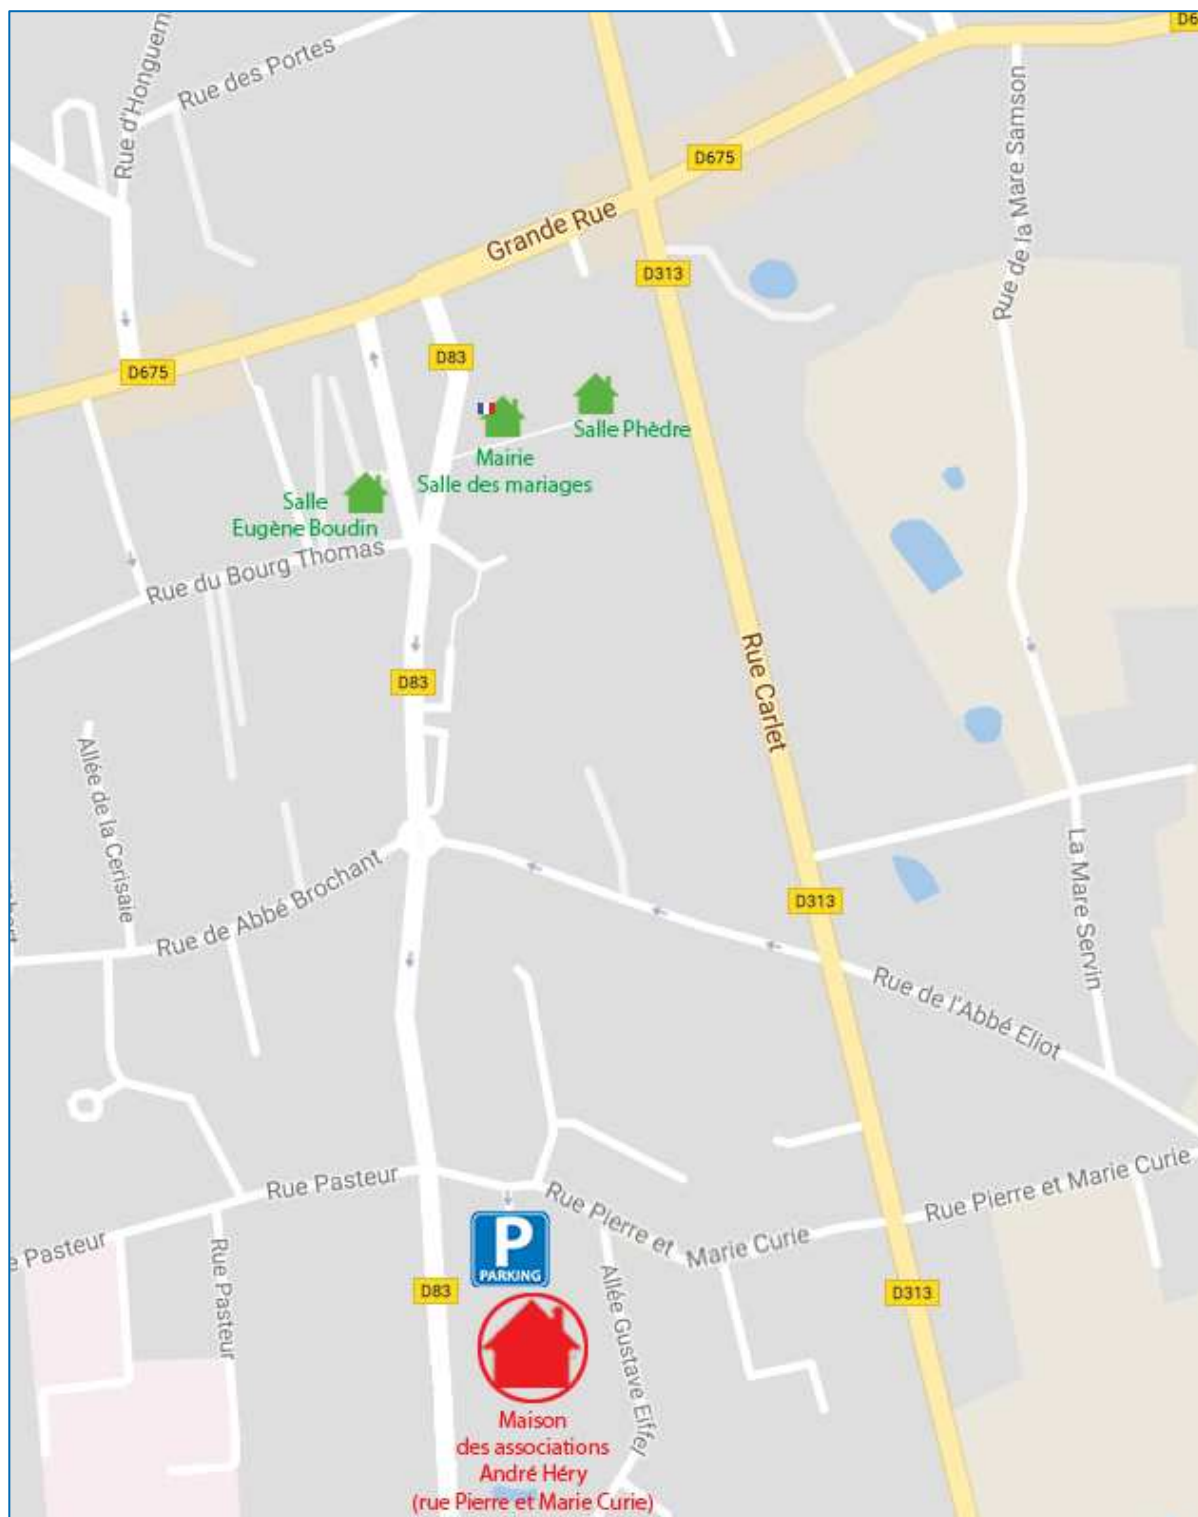 D6
Rue d'Honguem
Rue des Portes
D675
Grande Rue
Rue de la Mare Samson
D313
D83
D675
Salle Phèdre
Mairie
Salle des mariages
Salle
Eugène Boudin
Rue du Bourg Thomas
D83
Rue Carlet
Allée de la Cerisaie
La Mare Servin
Rue de Abbé Brochant
D313
Rue de l'Abbé Eliot
Rue Pasteur
Rue Pierre et Marie Curie
Rue Pierre et Marie Curie
e Pasteur
Rue Pasteur
P
PARKING
Allée Gustave Eiffel
D83
D313
Maison
des associations
André Héry
(rue Pierre et Marie Curie)